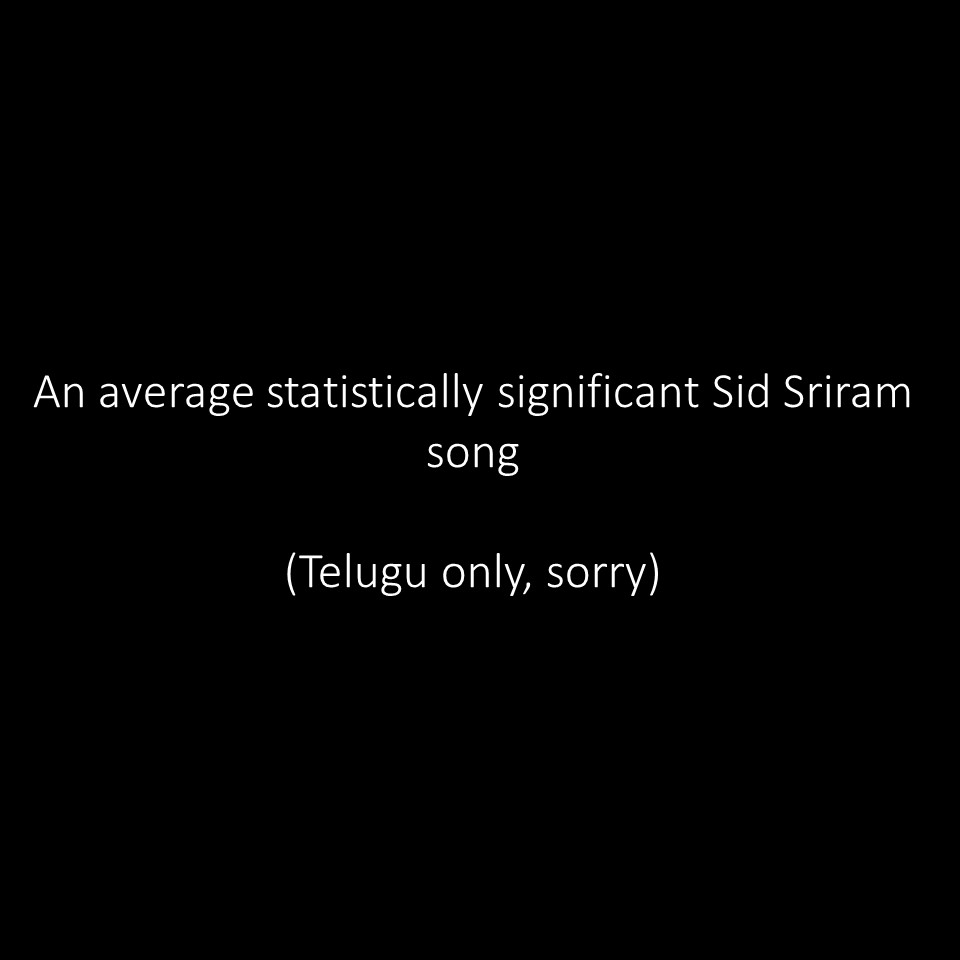 An average statistically significant Sid Sriram
song
(Telugu only, sorry)